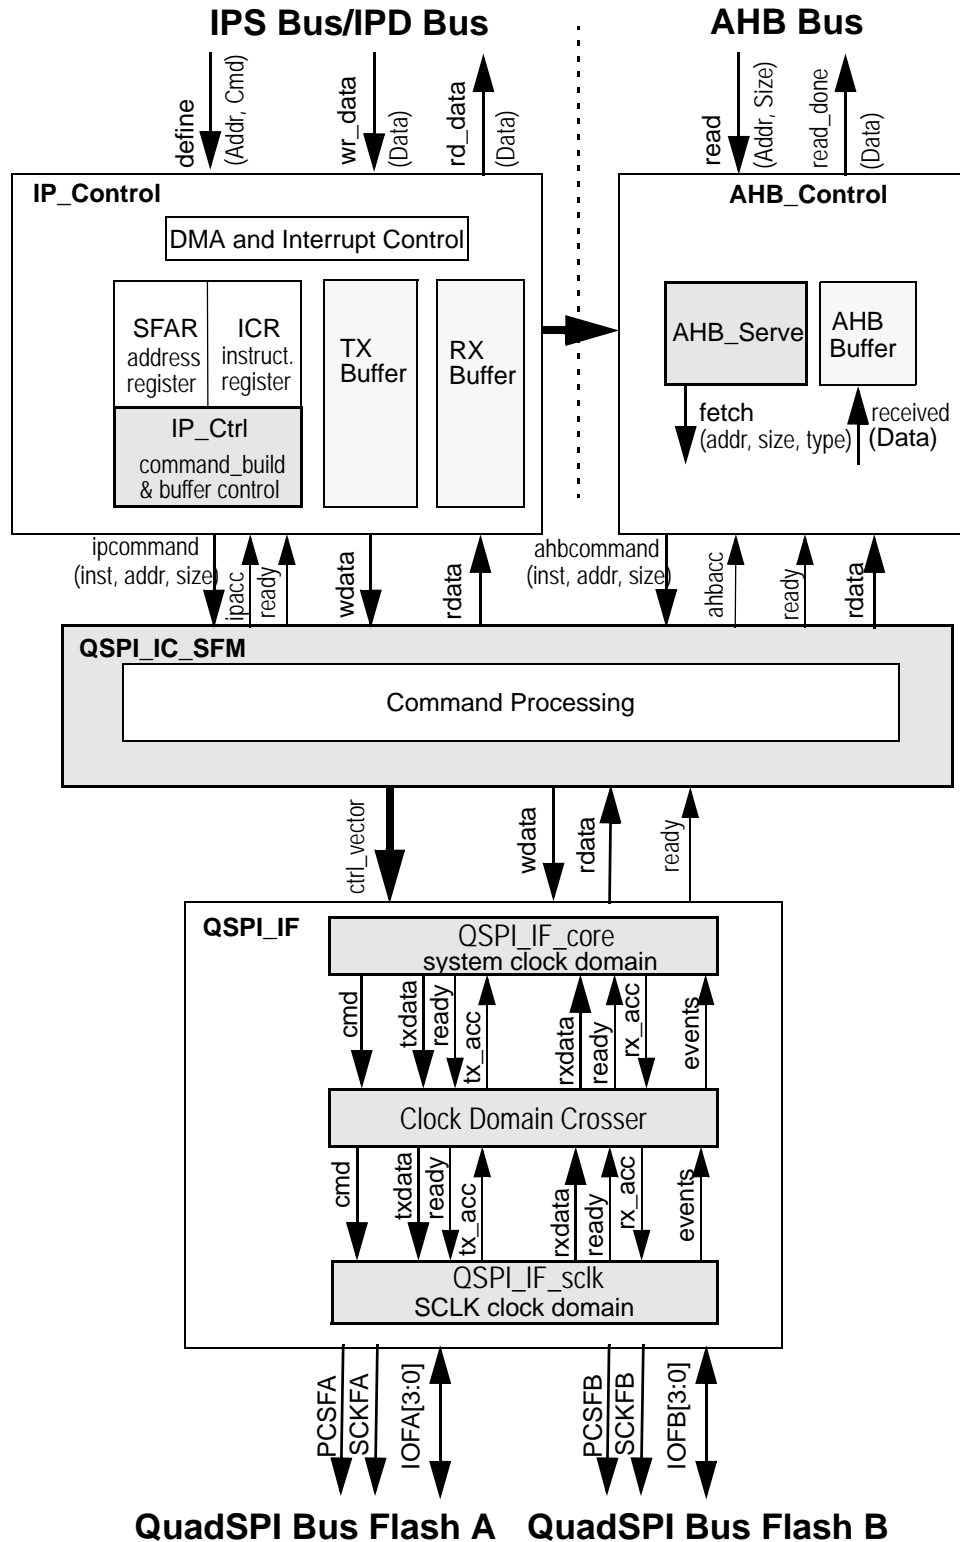 IPS Bus/IPD Bus
AHB Bus
define
(Addr, Cmd)
wr_data
(Data)
rd_data
(Data)
read
(Addr, Size)
read_done
(Data)
IP_Control
AHB_Control
DMA and Interrupt Control
SFAR
address
register
ICR
instruct.
register
IP_Ctrl
command_build
& buffer control
TX
Buffer
RX
Buffer
AHB_Serve
AHB
Buffer
fetch
(addr, size, type)
received
(Data)
ipcommand
(inst, addr, size)
ipacc
ready
wdata
rdata
ahbcommand
(inst, addr, size)
ahbacc
ready
rdata
QSPI_IC_SFM
Command Processing
ctrl_vector
wdata
rdata
ready
QSPI_IF
QSPI_IF_core
system clock domain
cmd
txdata
ready
tx_acc
rxdata
ready
rx_acc
events
Clock Domain Crosser
cmd
txdata
ready
tx_acc
rxdata
ready
rx_acc
events
QSPI_IF_sclk
SCLK clock domain
PCSFA
SCKFA
IOFA[3:0]
PCSFB
SCKFB
IOFB[3:0]
QuadSPI Bus Flash A
QuadSPI Bus Flash B